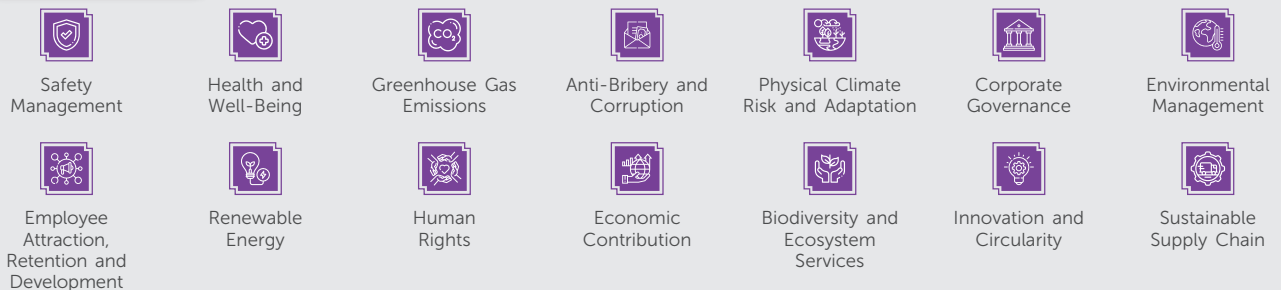 CO₂
Safety
Management
Health and
Well-Being
Greenhouse Gas
Emissions
Anti-Bribery and
Corruption
Physical Climate
Risk and Adaptation
Corporate
Governance
Environmental
Management
Employee
Attraction,
Retention and
Development
Renewable
Energy
Human
Rights
Economic
Contribution
Biodiversity and
Ecosystem
Services
Innovation and
Circularity
Sustainable
Supply Chain